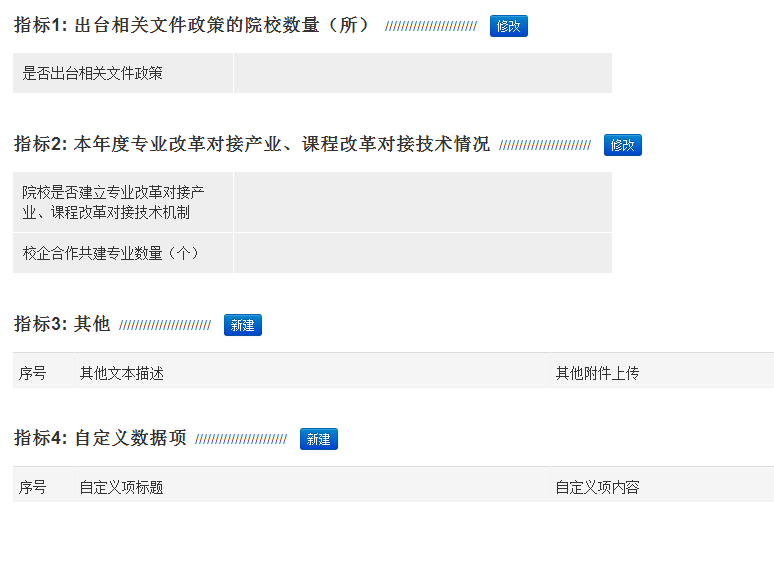 指标1: 出台相关文件政策的院校数量（所） /////////////////////// 修改
是否出台相关文件政策
指标2: 本年度专业改革对接产业、课程改革对接技术情况 /////////////////////// 修改
院校是否建立专业改革对接产
业、课程改革对接技术机制
校企合作共建专业数量（个）
指标3: 其他 /////////////////////// 新建
序号 其他文本描述 其他附件上传
指标4: 自定义数据项 /////////////////////// 新建
序号 自定义项标题 自定义项内容